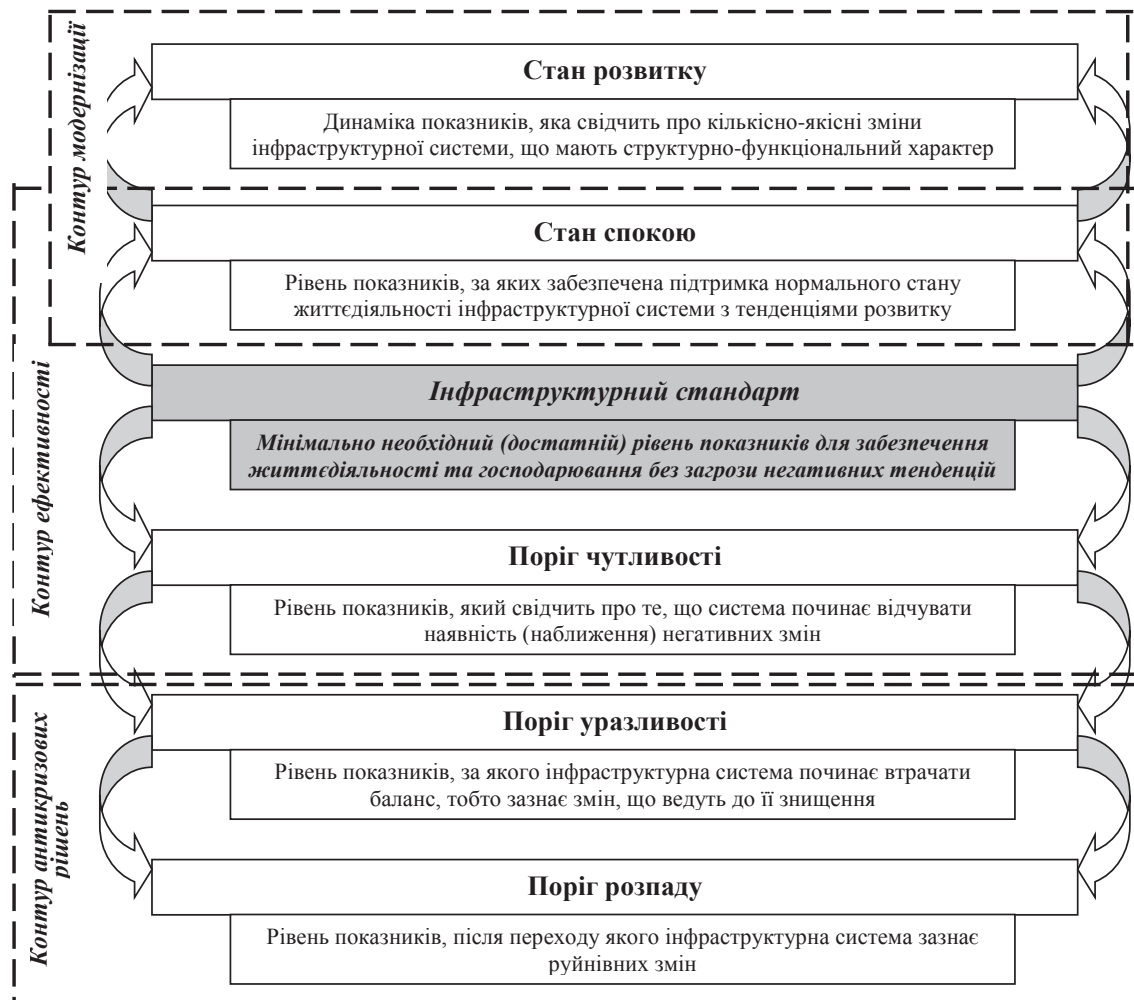 Контур модернізації
Стан розвитку
Динаміка показників, яка свідчить про кількісно-якісні зміни
інфраструктурної системи, що мають структурно-функціональний характер
Стан спокою
Рівень показників, за яких забезпечена підтримка нормального стану
життєдіяльності інфраструктурної системи з тенденціями розвитку
Контур ефективності
Інфраструктурний стандарт
Мінімально необхідний (достатній) рівень показників для забезпечення
життєдіяльності та господарювання без загрози негативних тенденцій
Поріг чутливості
Рівень показників, який свідчить про те, що система починає відчувати
наявність (наближення) негативних змін
Контур антикризових
рішень
Поріг уразливості
Рівень показників, за якого інфраструктурна система починає втрачати
баланс, тобто зазнає змін, що ведуть до її знищення
Поріг розпаду
Рівень показників, після переходу якого інфраструктурна система зазнає
руйнівних змін